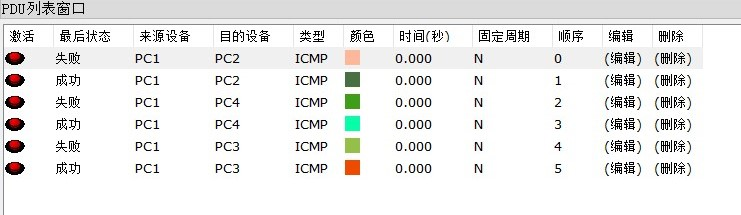 PDU列表窗口
激活 最后状态 来源设备 目的设备 类型 颜色 时间(秒) 固定周期 顺序 编辑 删除
失败 PC1 PC2 ICMP 0.000 N 0 (编辑) (删除)
成功 PC1 PC2 ICMP 0.000 N 1 (编辑) (删除)
失败 PC1 PC4 ICMP 0.000 N 2 (编辑) (删除)
成功 PC1 PC4 ICMP 0.000 N 3 (编辑) (删除)
失败 PC1 PC3 ICMP 0.000 N 4 (编辑) (删除)
成功 PC1 PC3 ICMP 0.000 N 5 (编辑) (删除)